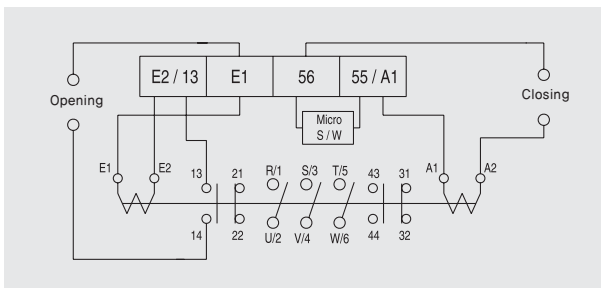 E2 / 13 E1 56 55 / A1
Opening
Closing
Micro
S / W
E1 E2 13 21 R/1 S/3 T/5 43 31 A1 A2
14 22 U/2 V/4 W/6 44 32